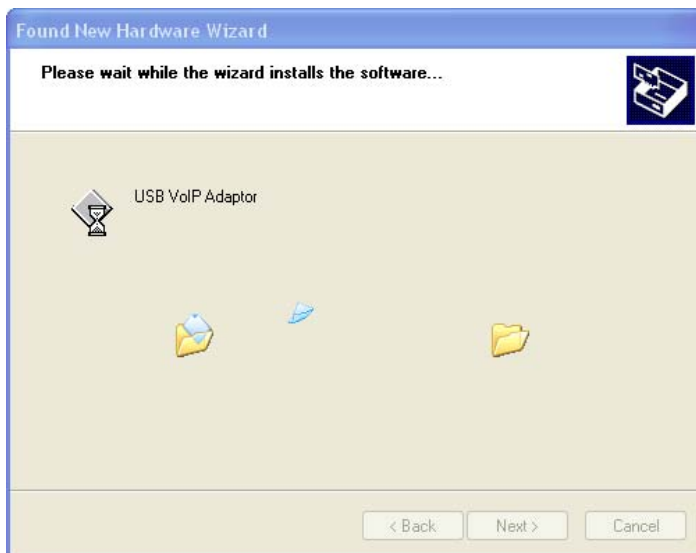 Found New Hardware Wizard
Please wait while the wizard installs the software...
USB VoIP Adaptor
< Back
Next >
Cancel